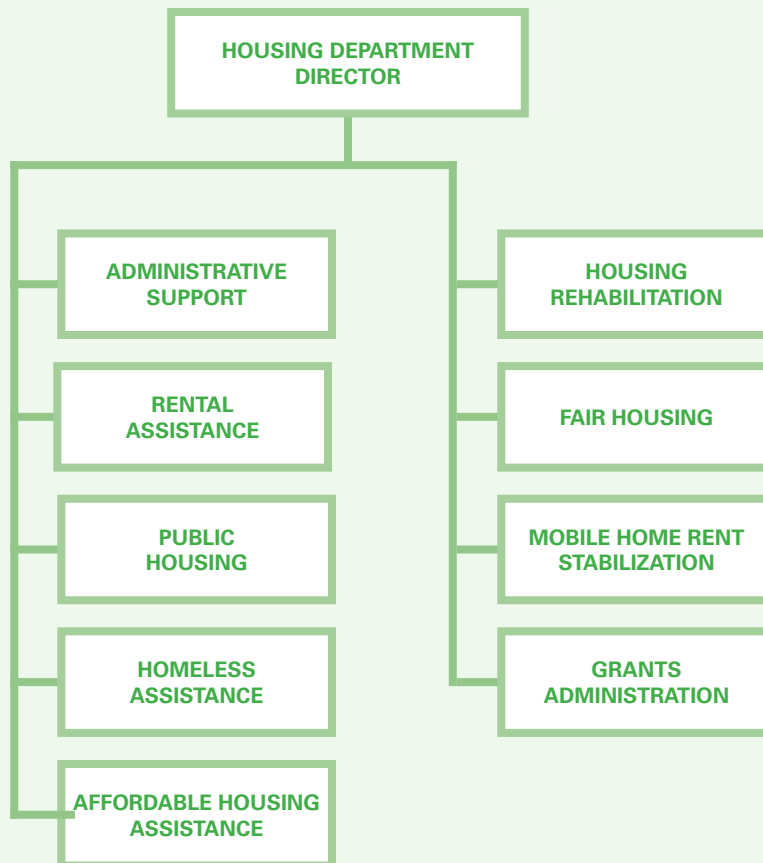 HOUSING DEPARTMENT
DIRECTOR
ADMINISTRATIVE
SUPPORT
RENTAL
ASSISTANCE
PUBLIC
HOUSING
HOMELESS
ASSISTANCE
AFFORDABLE HOUSING
ASSISTANCE
HOUSING
REHABILITATION
FAIR HOUSING
MOBILE HOME RENT
STABILIZATION
GRANTS
ADMINISTRATION